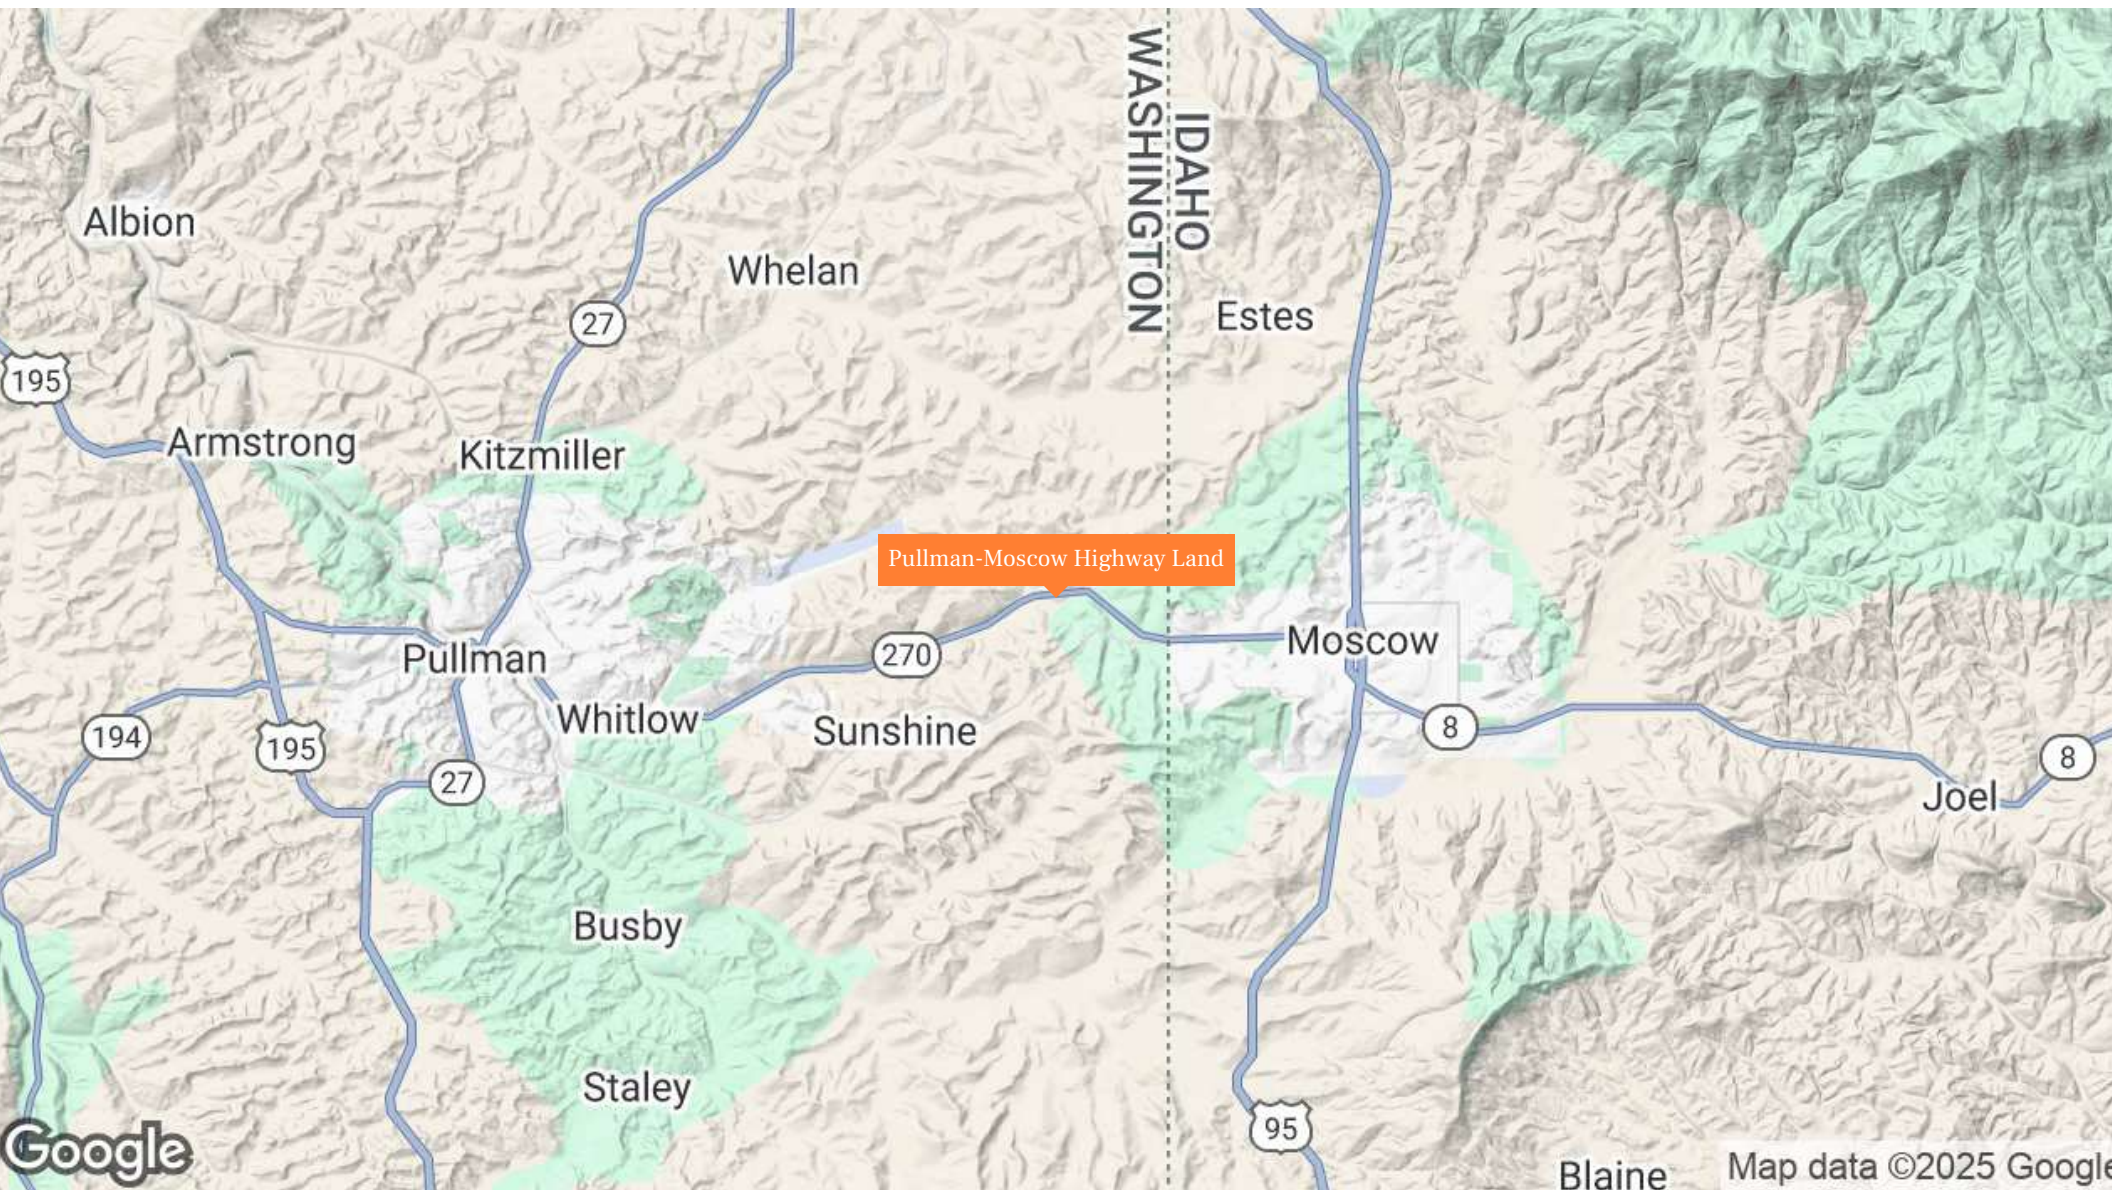 WASHINGTON
IDAHO
Albion
Whelan
Estes
27
195
Armstrong
Kitzmiller
Pullman-Moscow Highway Land
Moscow
Pullman
270
Whitlow
Sunshine
194
195
27
8
8
Joel
Busby
Staley
95
Google
Blaine
Map data ©2025 Google